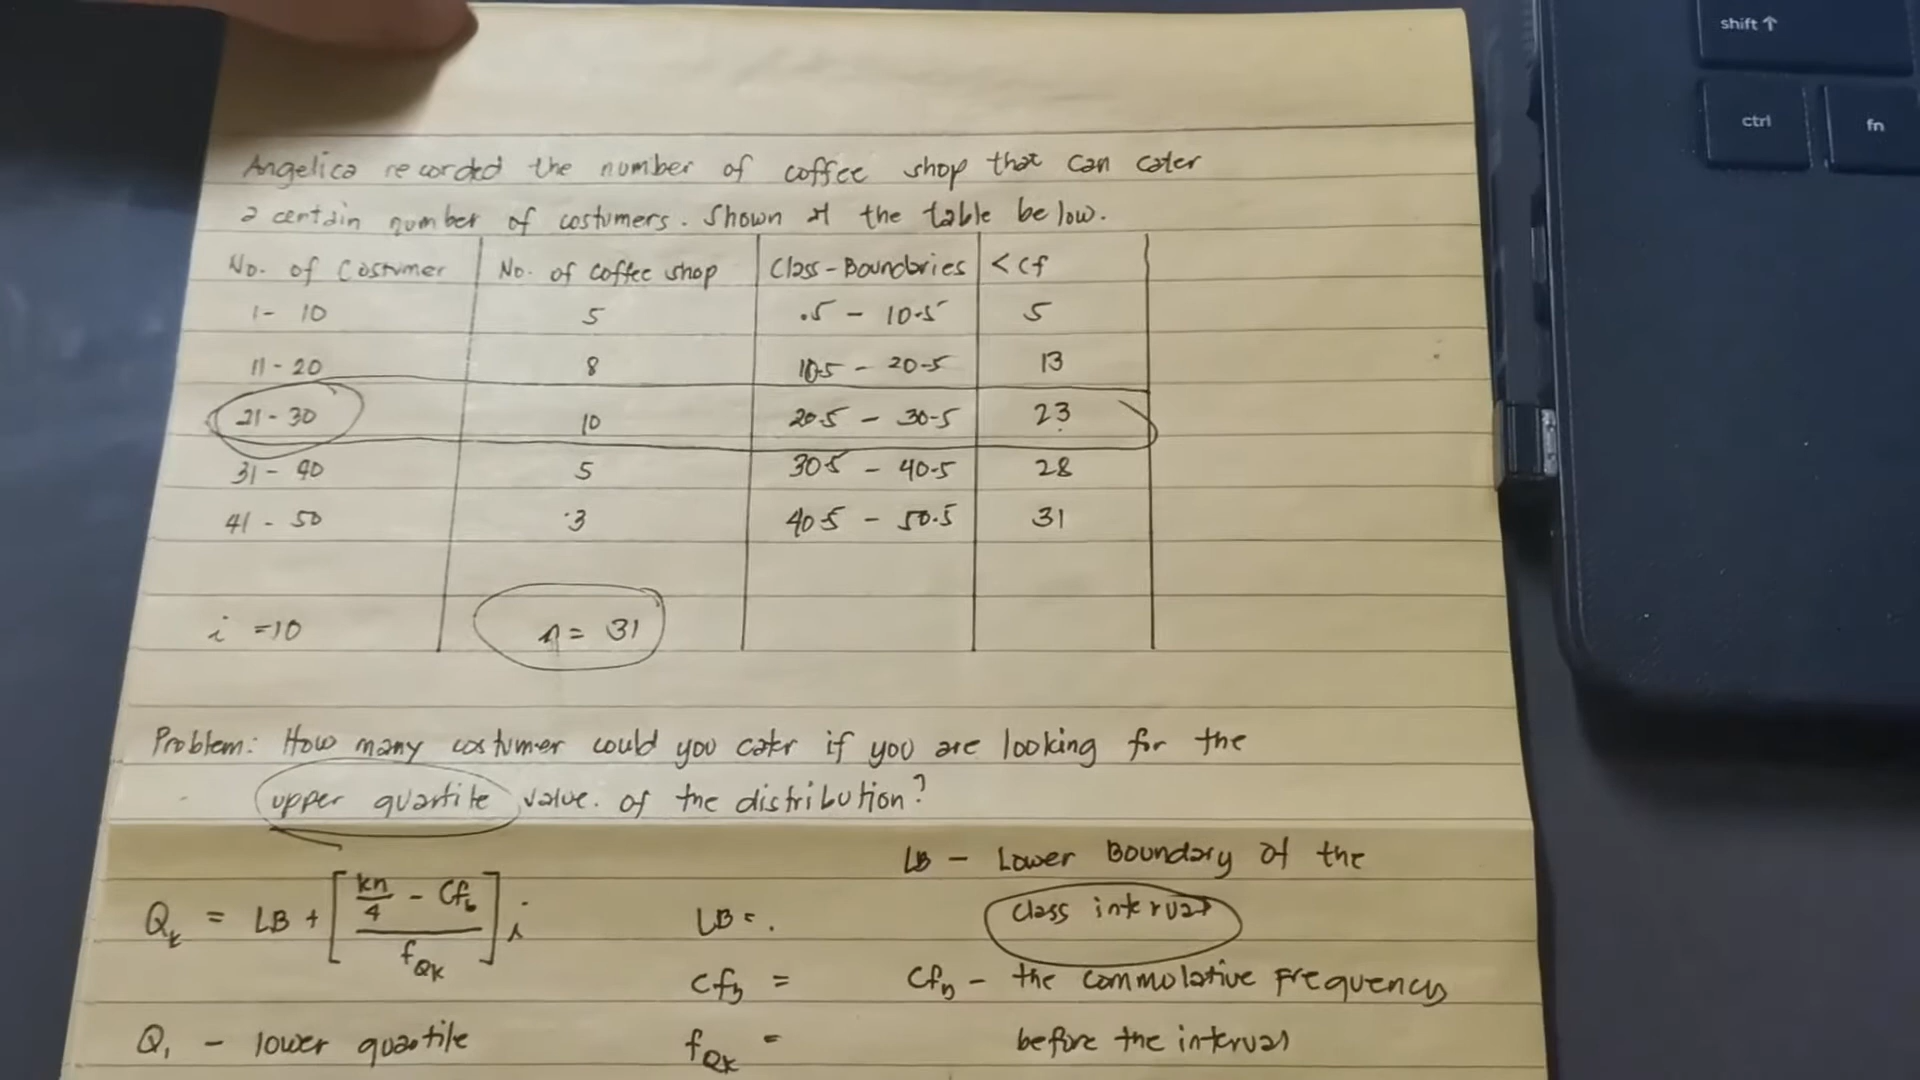 shift ↑
ctrl
fn
Angelica recorded the number of coffee shop that can cater
a certain number of costumers. Shown at the table below.
No. of Costumer No. of coffee shop Class-Boundaries <cf
1 - 10 5 .5 - 10.5 5
11 - 20 8 10.5 - 20.5 13
21 - 30 10 20.5 - 30.5 23
31 - 40 5 30.5 - 40.5 28
41 - 50 3 40.5 - 50.5 31
i = 10 n = 31
Problem: How many costumer could you cater if you are looking for the
upper quartile value. of the distribution?
LB - Lower Boundary of the
class interval
Qk = LB + [kn/4 - Cfb / fQk] i LB = .
Cfb = Cfb - the commolative frequency
Q1 - lower quartile fQk = before the interval